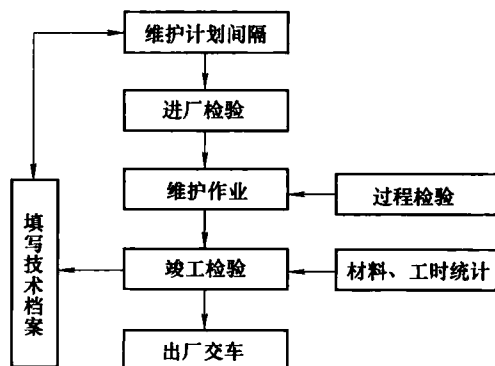 维护计划间隔
进厂检验
维护作业
过程检验
填写技术档案
竣工检验
材料、工时统计
出厂交车